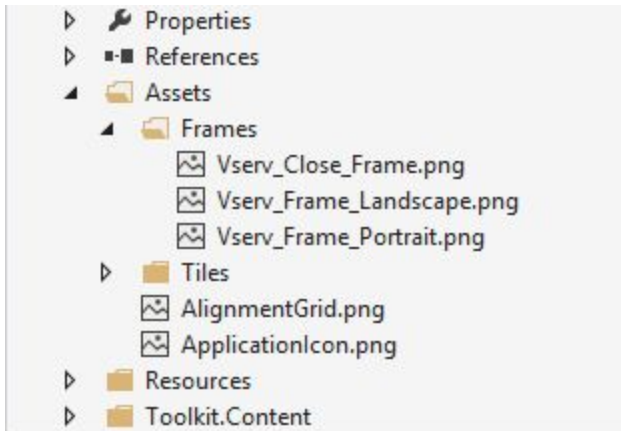 Properties
References
Assets
Frames
Vserv_Close_Frame.png
Vserv_Frame_Landscape.png
Vserv_Frame_Portrait.png
Tiles
AlignmentGrid.png
ApplicationIcon.png
Resources
Toolkit.Content